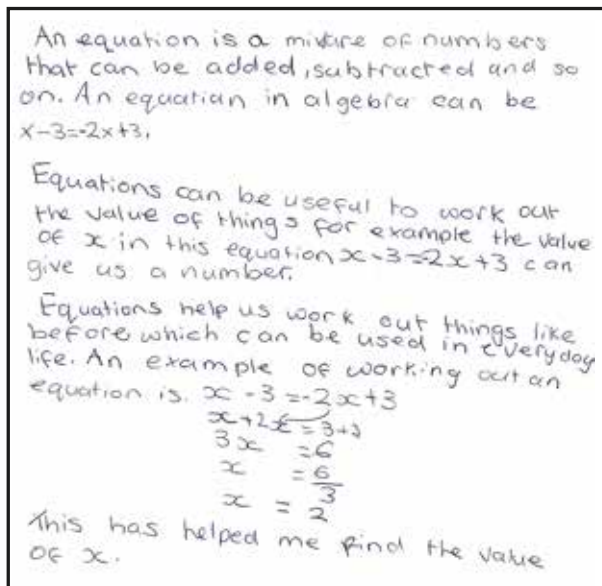 An equation is a mixture of numbers
that can be added, subtracted and so
on. An equation in algebra can be
x-3=-2x+3.
Equations can be useful to work out
the value of things for example the value
of x in this equation x-3=-2x+3 can
give us a number.
Equations help us work out things like
before which can be used in everyday
life. An example of working out an
equation is. x - 3 = -2x+3
x+2x = 3+3
3x = 6
x = 6/3
x = 2
This has helped me find the value
of x.